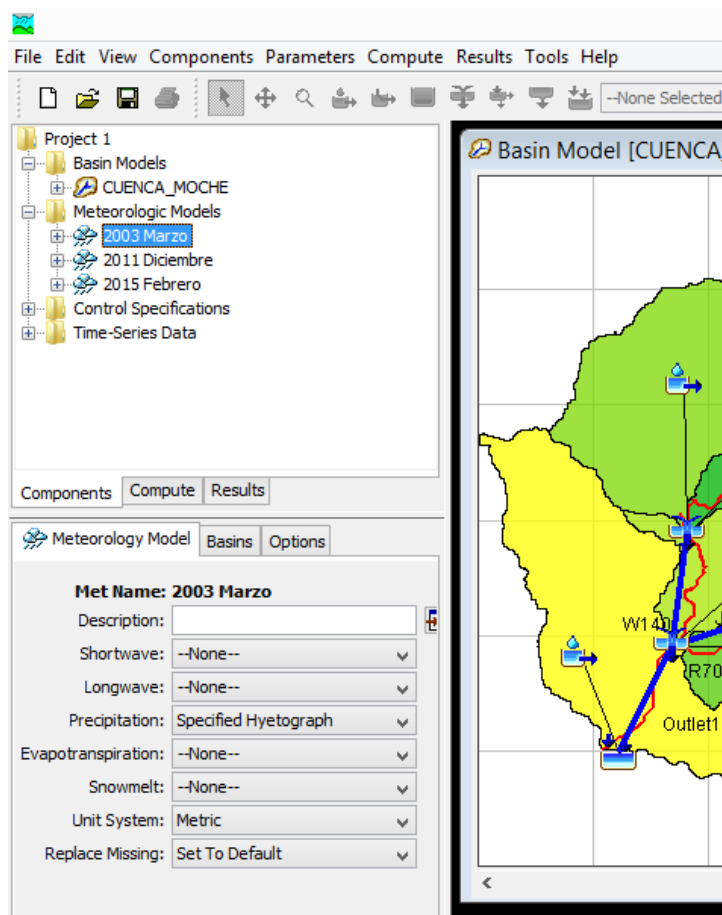 File Edit View Components Parameters Compute Results Tools Help
--None Selected
Project 1
Basin Models
CUENCA_MOCHE
Meteorologic Models
2003 Marzo
2011 Diciembre
2015 Febrero
Control Specifications
Time-Series Data
Components Compute Results
Meteorology Model Basins Options
Met Name: 2003 Marzo
Description:
Shortwave: --None--
Longwave: --None--
Precipitation: Specified Hyetograph
Evapotranspiration: --None--
Snowmelt: --None--
Unit System: Metric
Replace Missing: Set To Default
Basin Model [CUENCA_
W140
R70
Outlet1